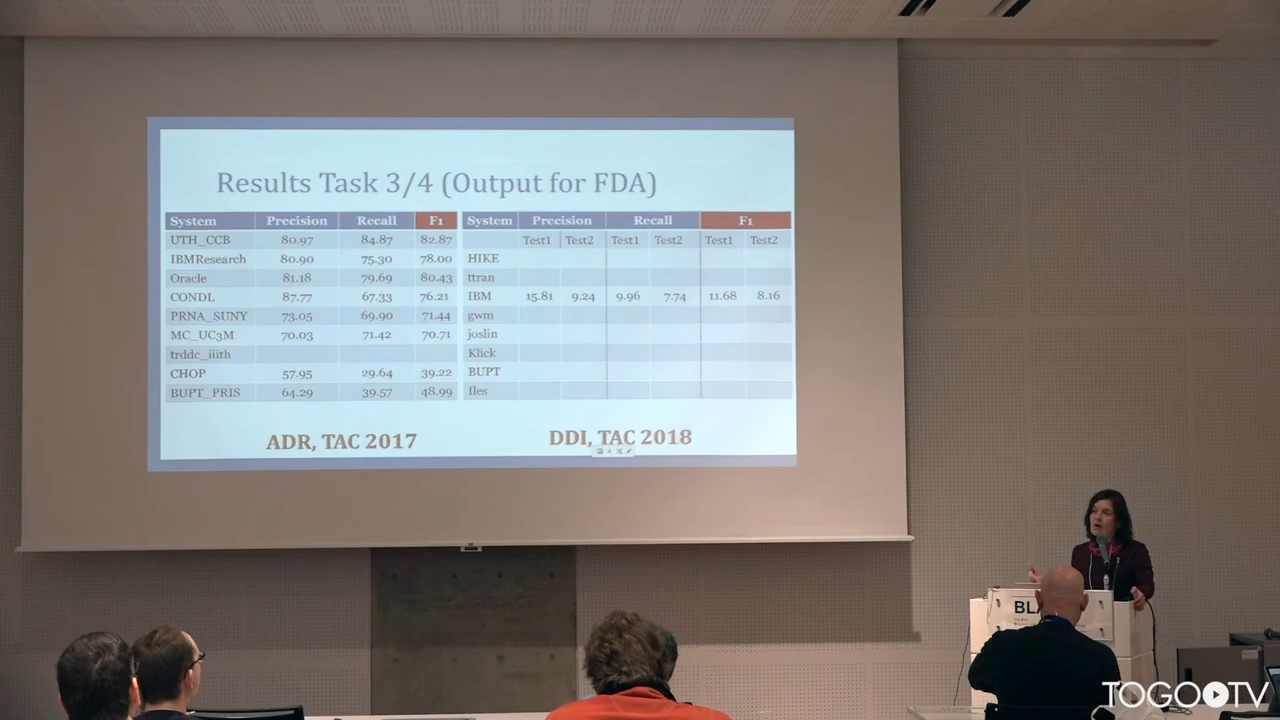 Results Task 3/4 (Output for FDA)
System Precision Recall F1
UTH_CCB 80.97 84.87 82.87
IBMResearch 80.90 75.30 78.00
Oracle 81.18 79.69 80.43
CONDL 87.77 67.33 76.21
PRNA_SUNY 73.05 69.90 71.44
MC_UC3M 70.03 71.42 70.71
trddc_iiith
CHOP 57.95 29.64 39.22
BUPT_PRIS 64.29 39.57 48.99
ADR, TAC 2017
System Precision Recall F1
Test1 Test2 Test1 Test2 Test1 Test2
HIKE
ttran
IBM 15.81 9.24 9.96 7.74 11.68 8.16
gwm
joslin
Klick
BUPT
fles
DDI, TAC 2018
TOGOTV